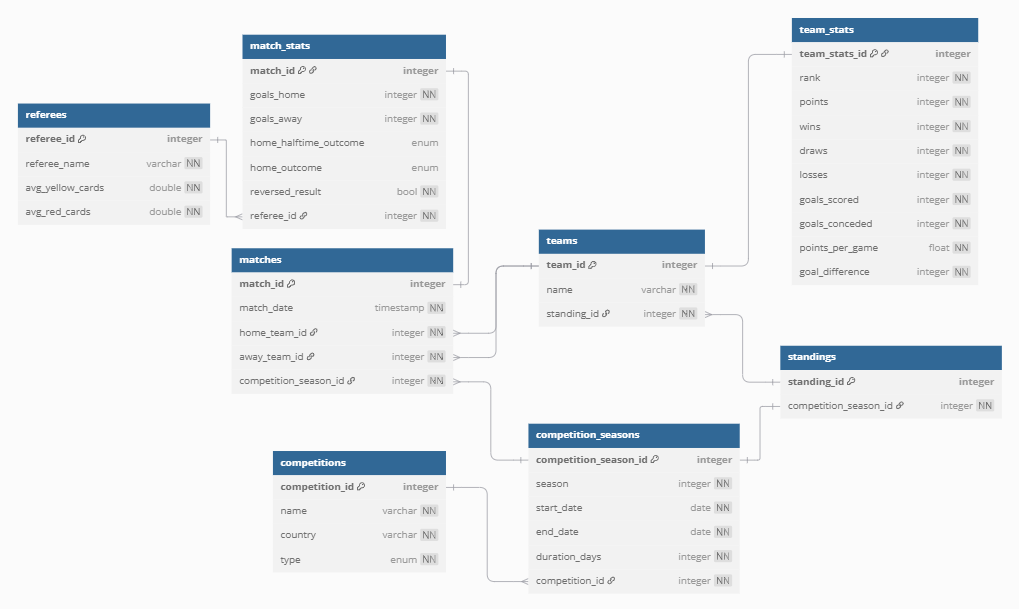 match_stats
match_id integer
goals_home integer NN
goals_away integer NN
home_halftime_outcome enum
home_outcome enum
reversed_result bool NN
referee_id integer NN
referees
referee_id integer
referee_name varchar NN
avg_yellow_cards double NN
avg_red_cards double NN
team_stats
team_stats_id integer
rank integer NN
points integer NN
wins integer NN
draws integer NN
losses integer NN
goals_scored integer NN
goals_conceded integer NN
points_per_game float NN
goal_difference integer NN
matches
match_id integer
match_date timestamp NN
home_team_id integer NN
away_team_id integer NN
competition_season_id integer NN
teams
team_id integer
name varchar NN
standing_id integer NN
standings
standing_id integer
competition_season_id integer NN
competitions
competition_id integer
name varchar NN
country varchar NN
type enum NN
competition_seasons
competition_season_id integer
season integer NN
start_date date NN
end_date date NN
duration_days integer NN
competition_id integer NN